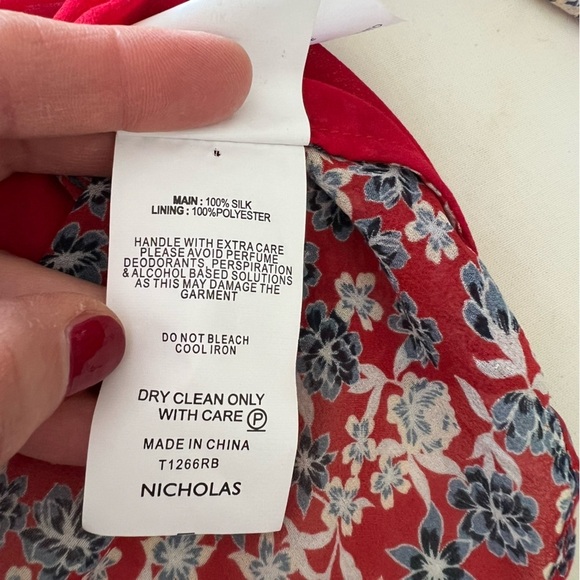 MAIN : 100% SILK
LINING : 100%POLYESTER
HANDLE WITH EXTRA CARE
PLEASE AVOID PERFUME
DEODORANTS, PERSPIRATION
& ALCOHOL BASED SOLUTIONS
AS THIS MAY DAMAGE THE
GARMENT
DO NOT BLEACH
COOL IRON
DRY CLEAN ONLY
WITH CARE Ⓟ
MADE IN CHINA
T1266RB
NICHOLAS